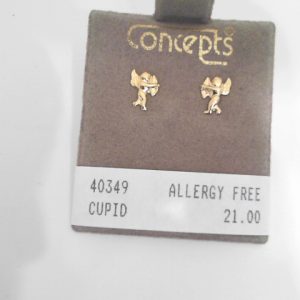 Concepts
40349 ALLERGY FREE
CUPID 21.00